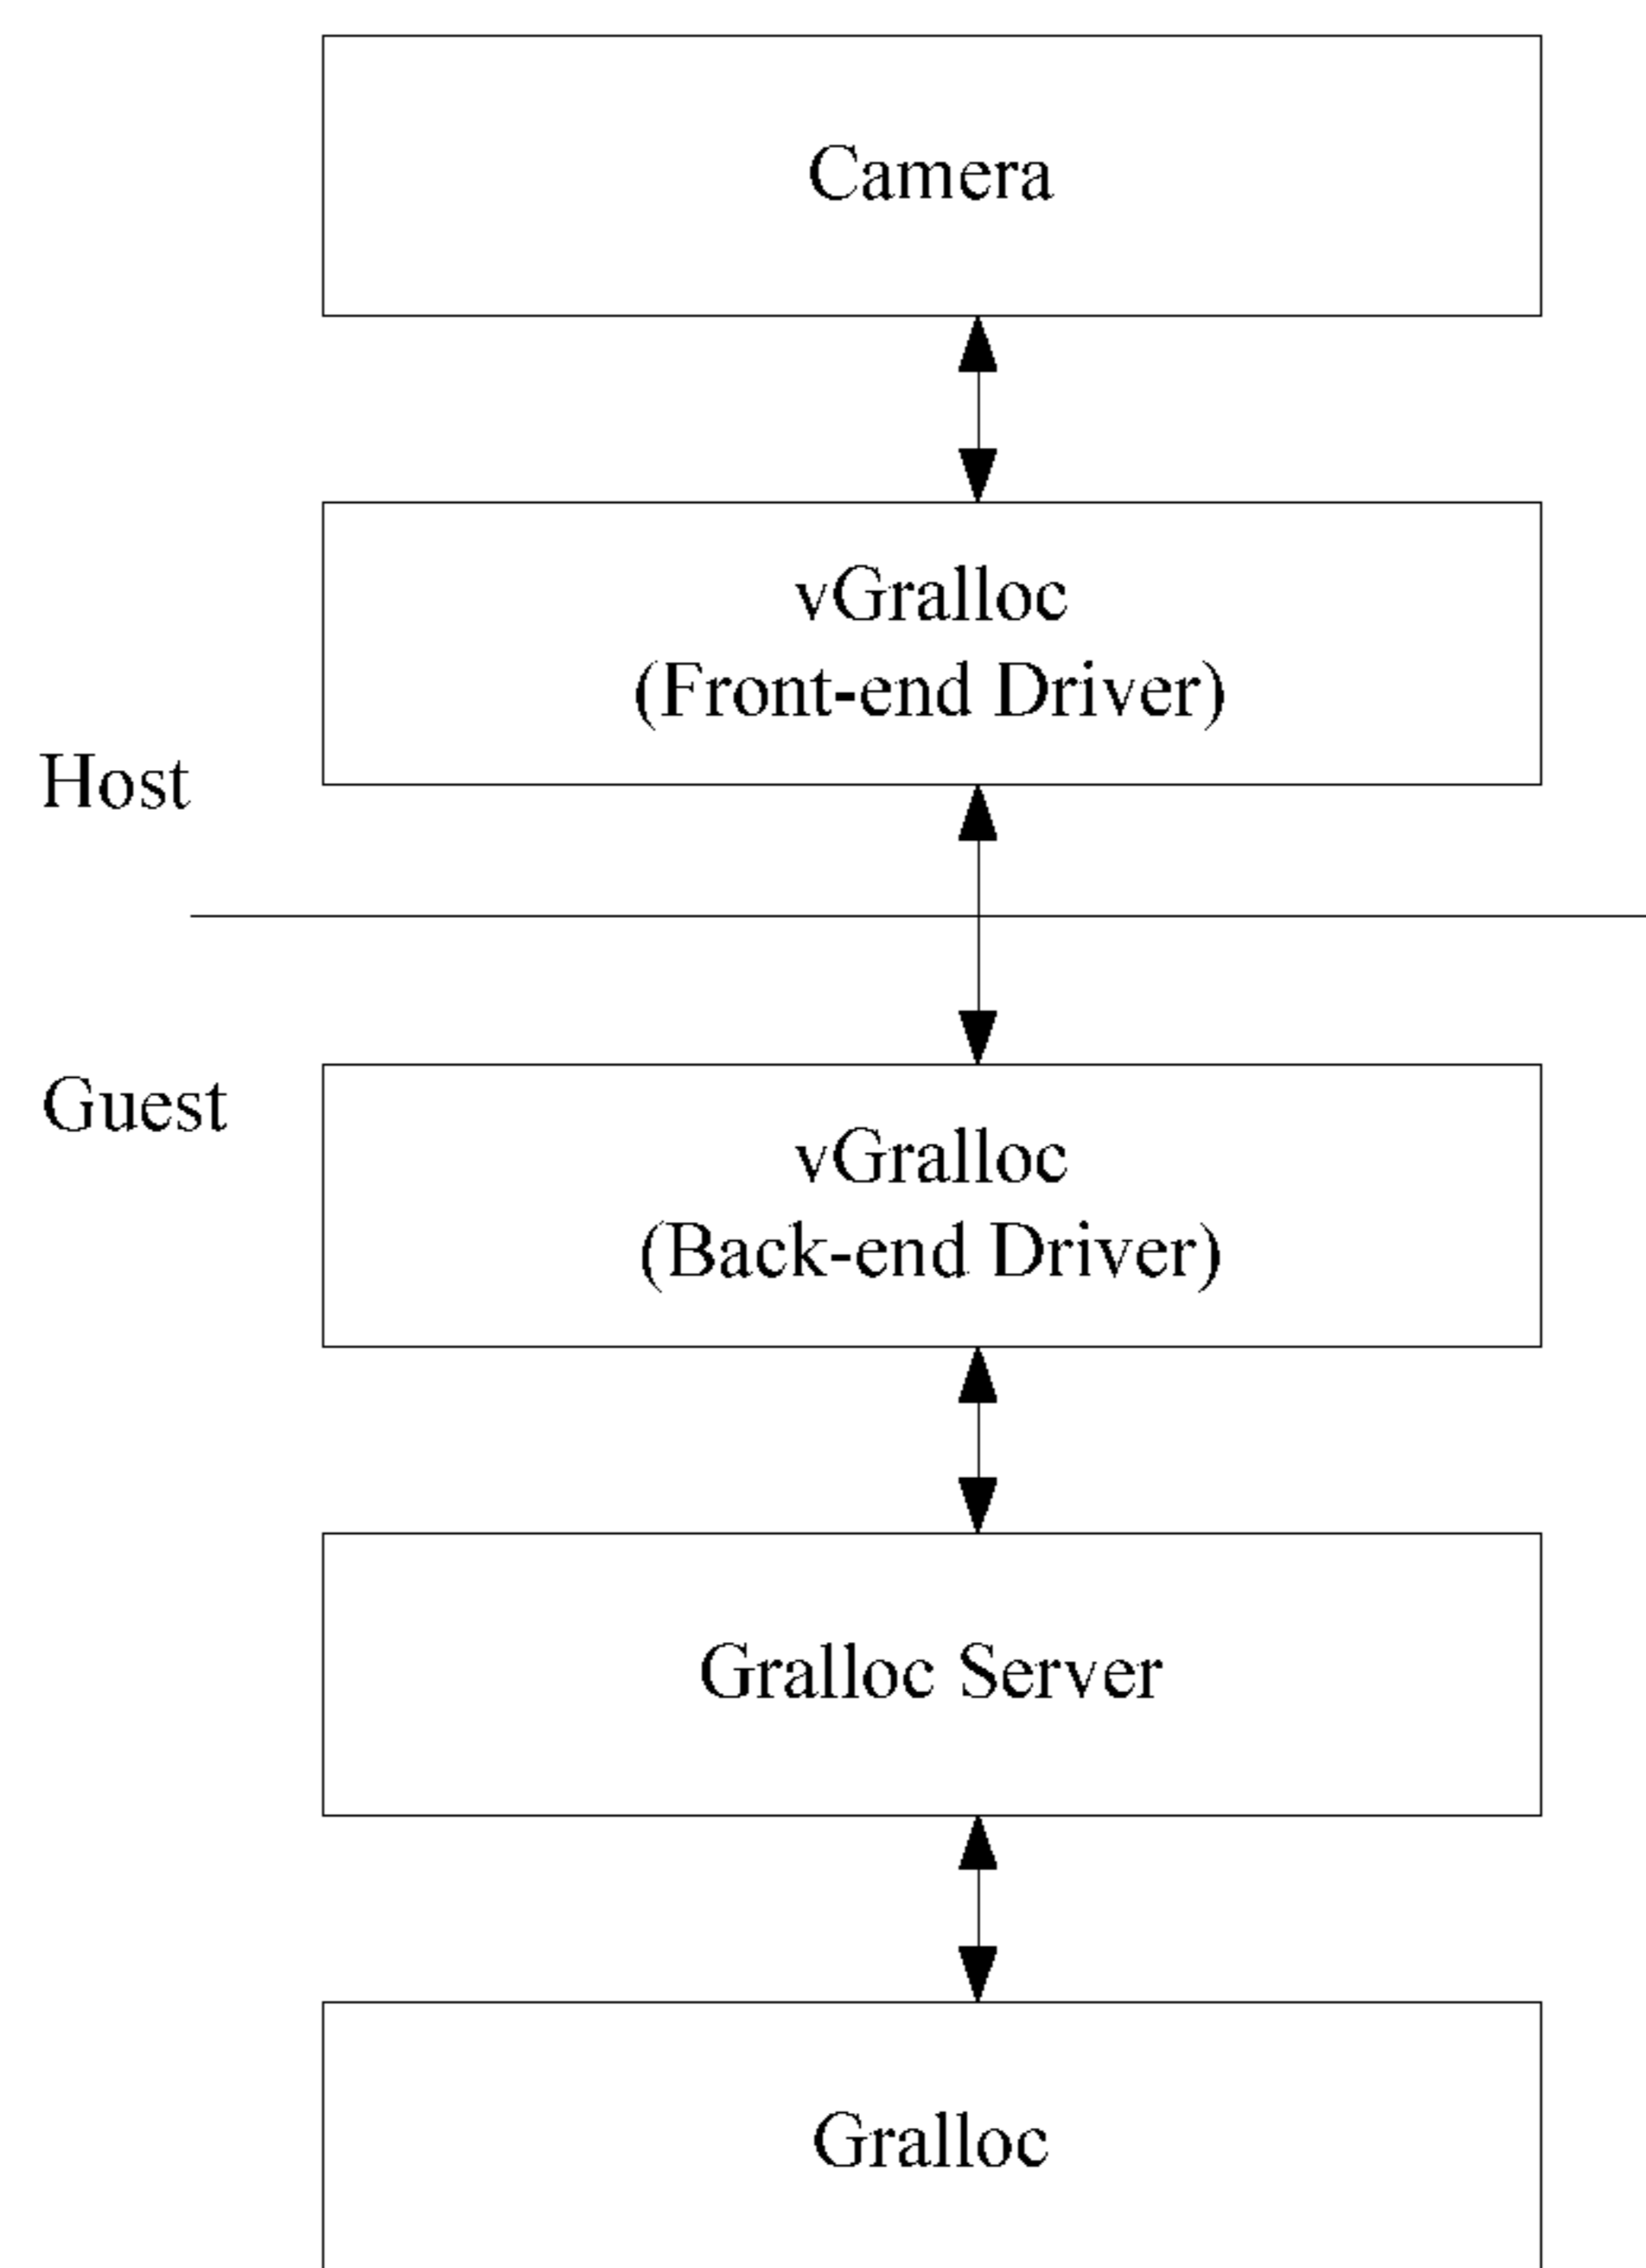 Camera
vGralloc
(Front-end Driver)
Host
Guest
vGralloc
(Back-end Driver)
Gralloc Server
Gralloc